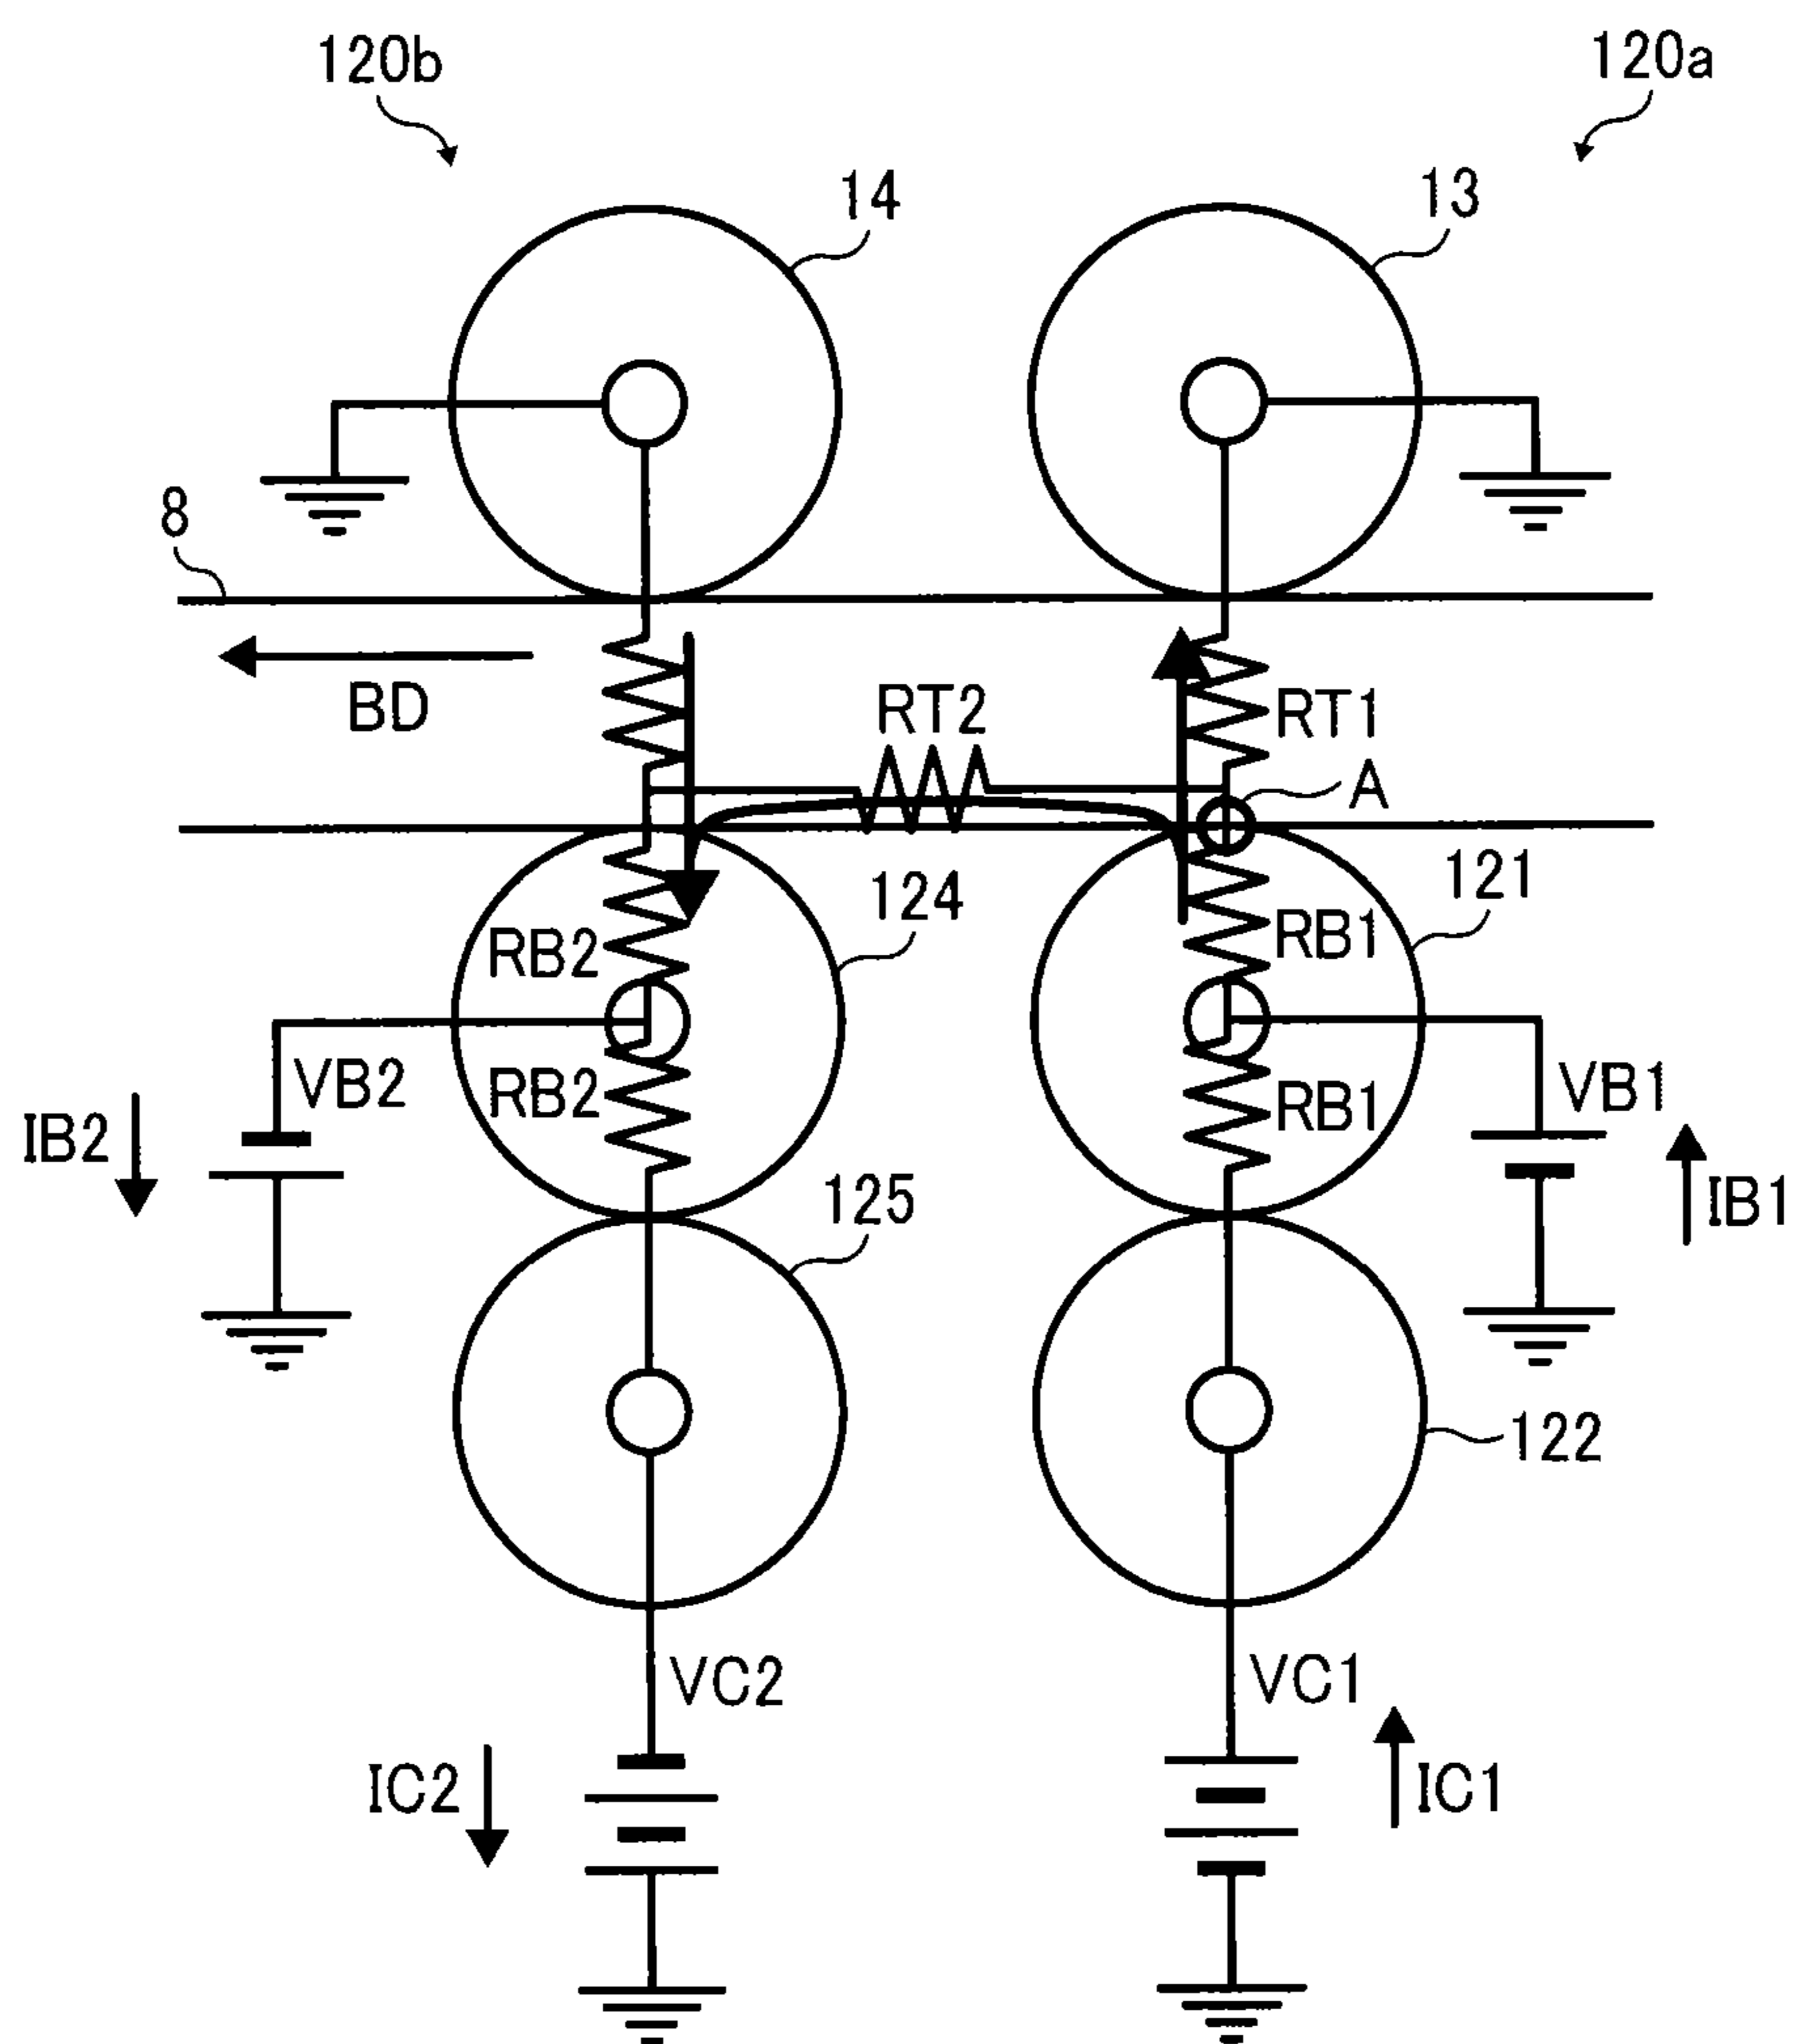 120b
120a
14
13
8
BD
RT2
RT1
A
124
121
RB2
RB1
VB2
RB2
RB1
VB1
IB2
IB1
125
122
VC2
VC1
IC2
IC1